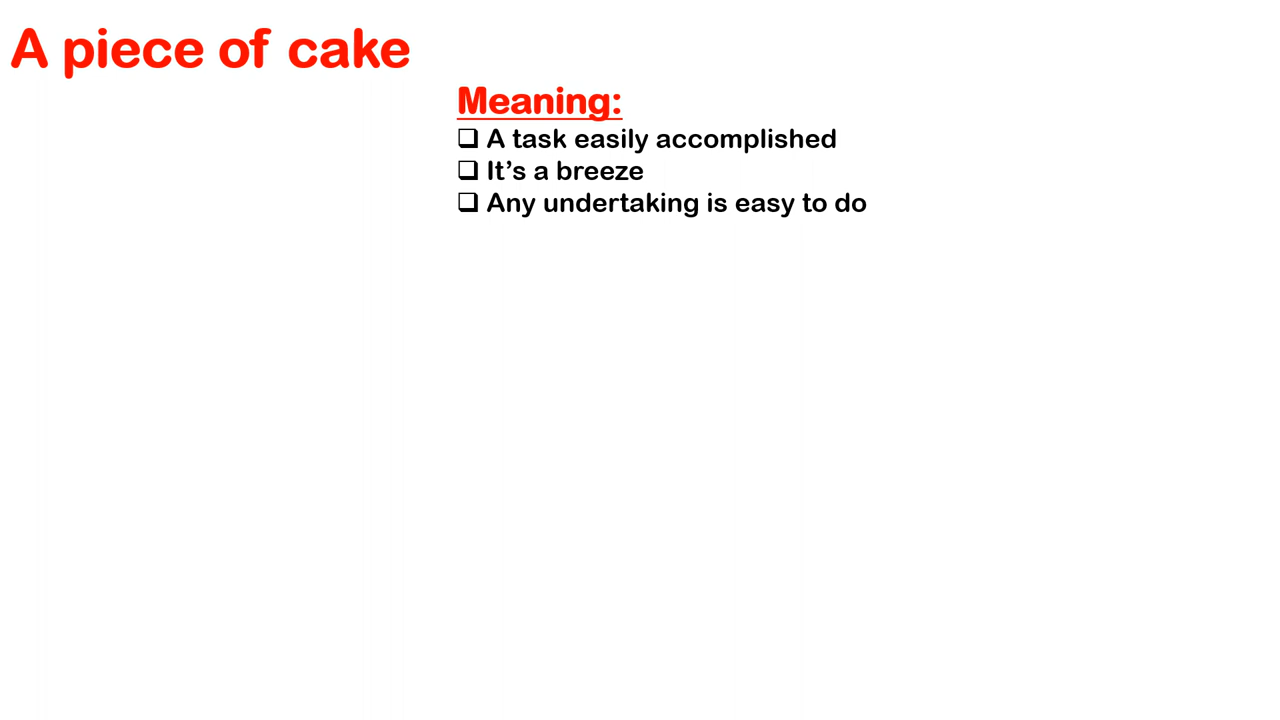 A piece of cake
Meaning:
❑ A task easily accomplished
❑ It’s a breeze
❑ Any undertaking is easy to do